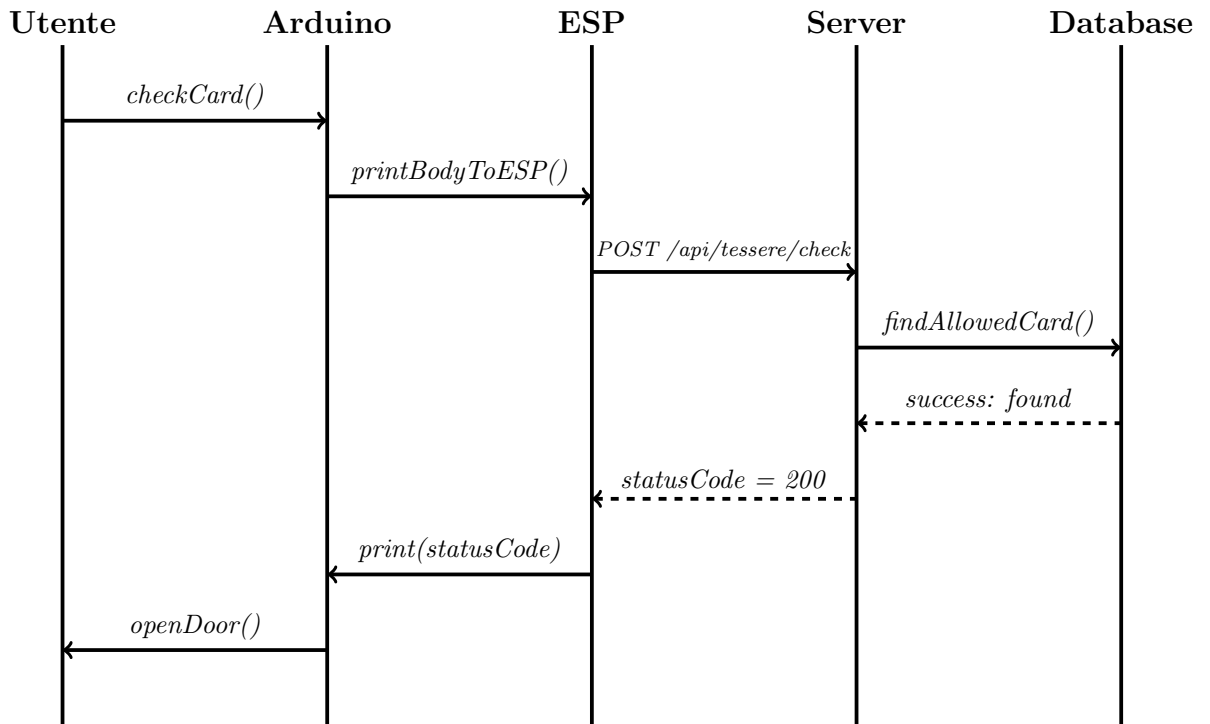 Utente Arduino ESP Server Database
checkCard()
printBodyToESP()
POST /api/tessere/check
findAllowedCard()
success: found
statusCode = 200
print(statusCode)
openDoor()